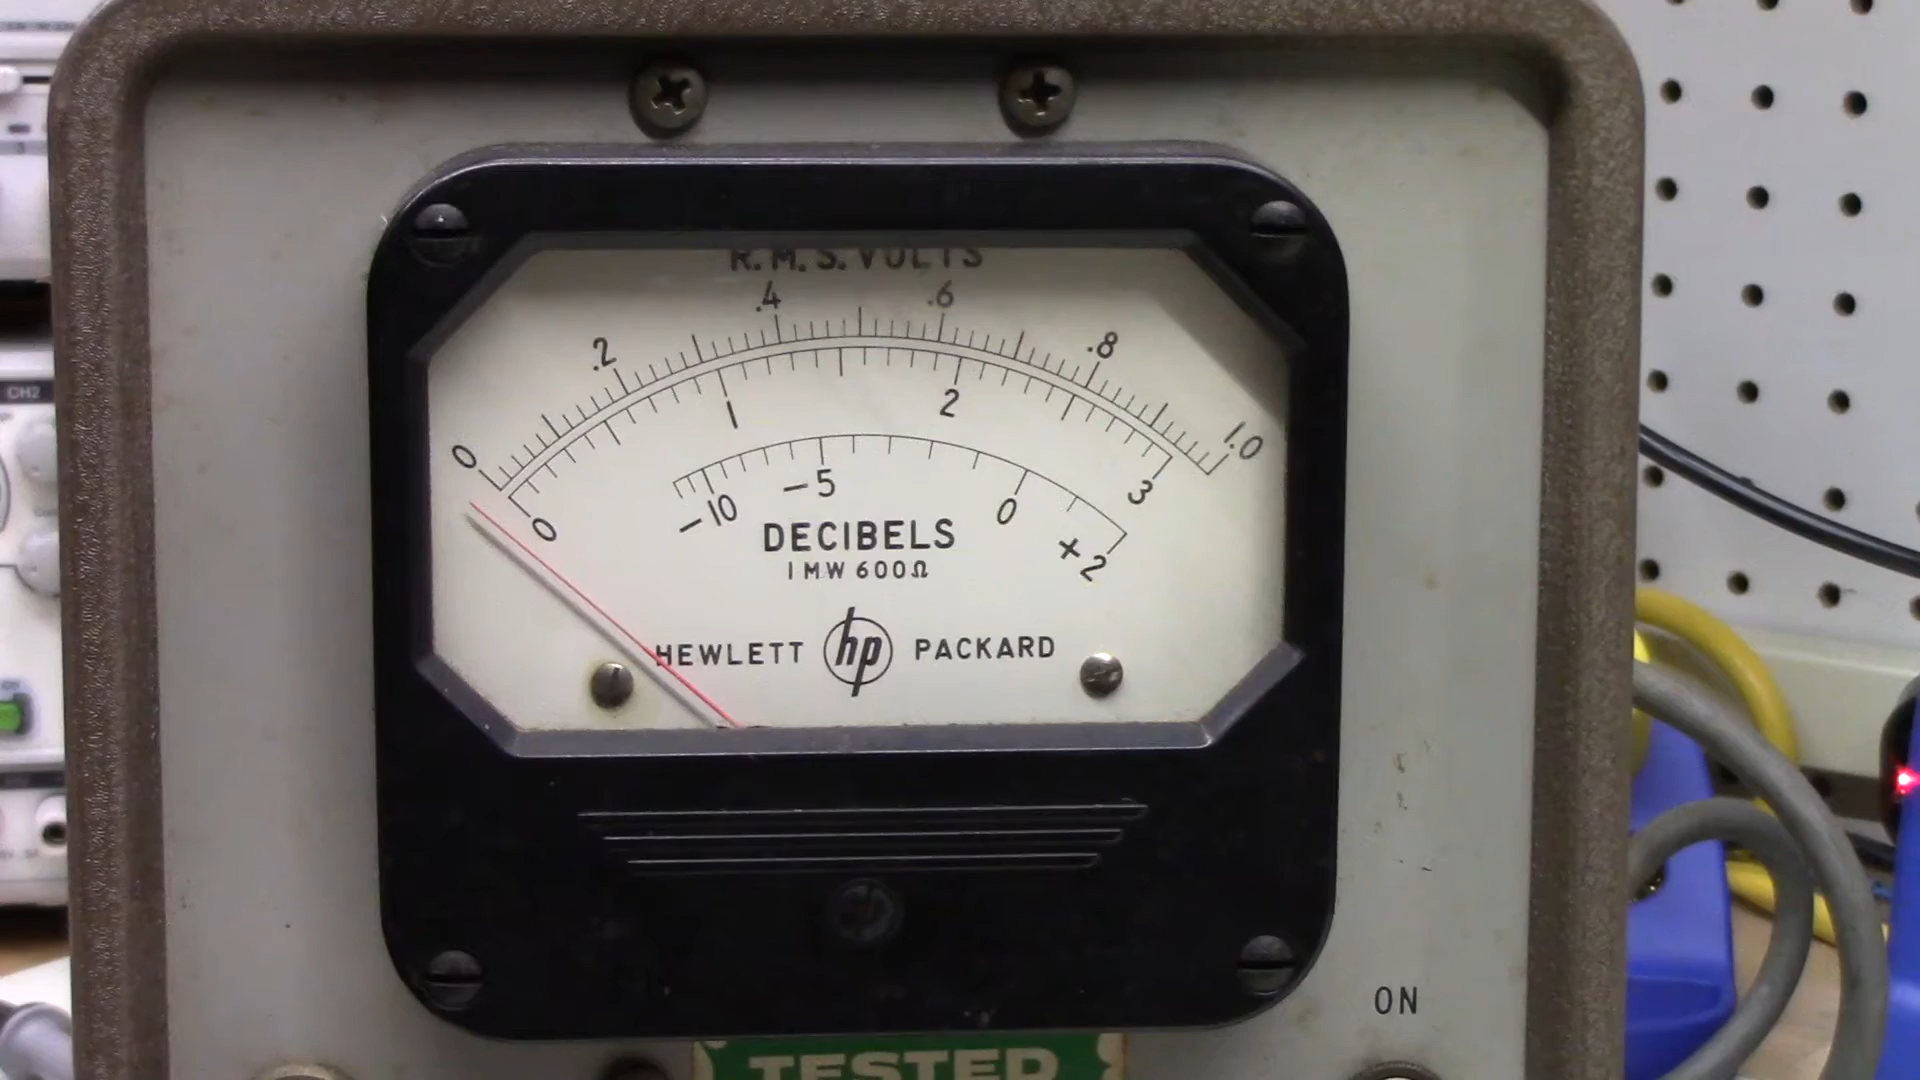 R.M.S. VOLTS
0 .2 .4 .6 .8 1.0
0 1 2 3
-10 -5 0 +2
DECIBELS
1 MW 600Ω
HEWLETT hp PACKARD
CH2
ON
TESTED